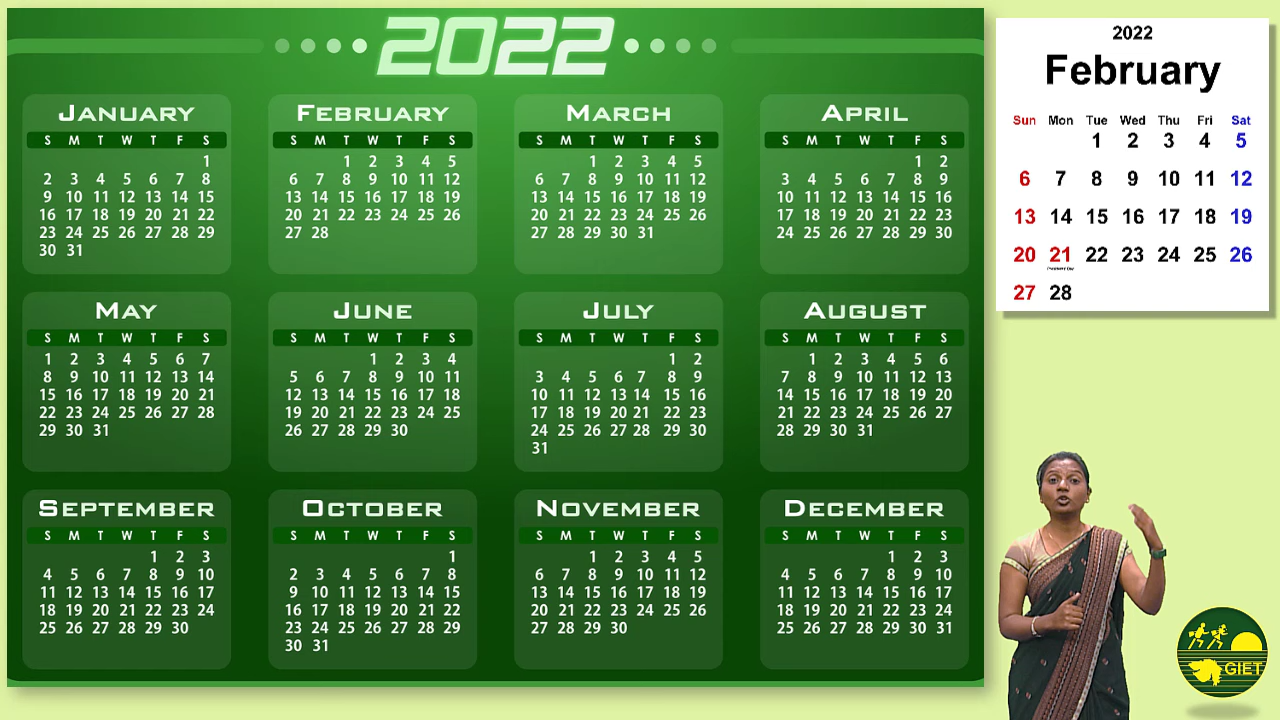 2022
JANUARY
S M T W T F S
1
2 3 4 5 6 7 8
9 10 11 12 13 14 15
16 17 18 19 20 21 22
23 24 25 26 27 28 29
30 31
FEBRUARY
S M T W T F S
1 2 3 4 5
6 7 8 9 10 11 12
13 14 15 16 17 18 19
20 21 22 23 24 25 26
27 28
MARCH
S M T W T F S
1 2 3 4 5
6 7 8 9 10 11 12
13 14 15 16 17 18 19
20 21 22 23 24 25 26
27 28 29 30 31
APRIL
S M T W T F S
1 2
3 4 5 6 7 8 9
10 11 12 13 14 15 16
17 18 19 20 21 22 23
24 25 26 27 28 29 30
MAY
S M T W T F S
1 2 3 4 5 6 7
8 9 10 11 12 13 14
15 16 17 18 19 20 21
22 23 24 25 26 27 28
29 30 31
JUNE
S M T W T F S
1 2 3 4
5 6 7 8 9 10 11
12 13 14 15 16 17 18
19 20 21 22 23 24 25
26 27 28 29 30
JULY
S M T W T F S
1 2
3 4 5 6 7 8 9
10 11 12 13 14 15 16
17 18 19 20 21 22 23
24 25 26 27 28 29 30
31
AUGUST
S M T W T F S
1 2 3 4 5 6
7 8 9 10 11 12 13
14 15 16 17 18 19 20
21 22 23 24 25 26 27
28 29 30 31
SEPTEMBER
S M T W T F S
1 2 3
4 5 6 7 8 9 10
11 12 13 14 15 16 17
18 19 20 21 22 23 24
25 26 27 28 29 30
OCTOBER
S M T W T F S
1
2 3 4 5 6 7 8
9 10 11 12 13 14 15
16 17 18 19 20 21 22
23 24 25 26 27 28 29
30 31
NOVEMBER
S M T W T F S
1 2 3 4 5
6 7 8 9 10 11 12
13 14 15 16 17 18 19
20 21 22 23 24 25 26
27 28 29 30
DECEMBER
S M T W T F S
1 2 3
4 5 6 7 8 9 10
11 12 13 14 15 16 17
18 19 20 21 22 23 24
25 26 27 28 29 30 31
2022
February
Sun Mon Tue Wed Thu Fri Sat
1 2 3 4 5
6 7 8 9 10 11 12
13 14 15 16 17 18 19
20 21 22 23 24 25 26
27 28
GIET